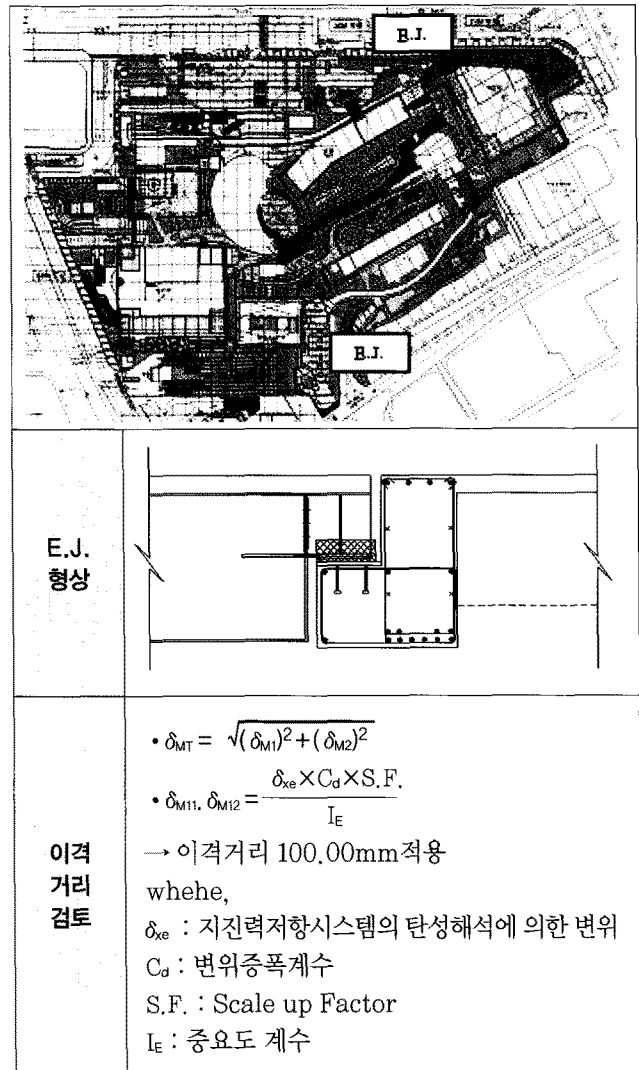 E.J.
E.J.
E.J.
형상
이격
거리
검토
• δMT = √(δM1)²+(δM2)²
• δM11, δM12 = δxe×Cd×S.F. / IE
→ 이격거리 100.00mm적용
whehe,
δxe : 지진력저항시스템의 탄성해석에 의한 변위
Cd : 변위증폭계수
S.F. : Scale up Factor
IE : 중요도 계수